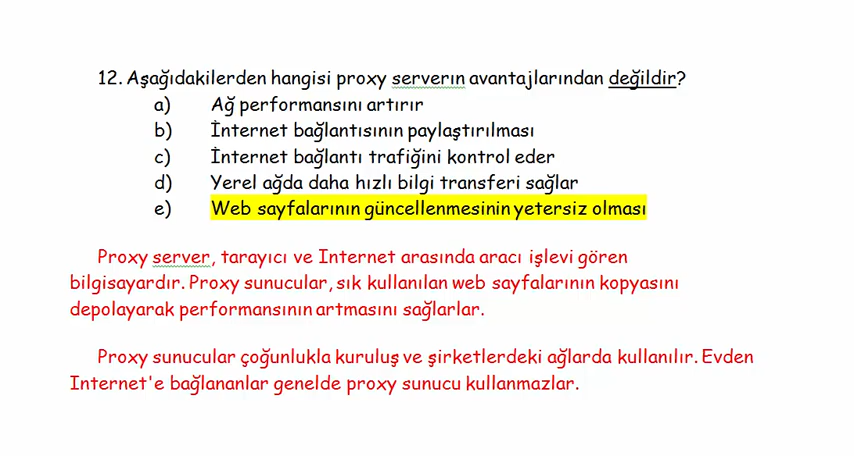 12. Aşağıdakilerden hangisi proxy serverın avantajlarından değildir?
a) Ağ performansını artırır
b) İnternet bağlantısının paylaştırılması
c) İnternet bağlantı trafiğini kontrol eder
d) Yerel ağda daha hızlı bilgi transferi sağlar
e) Web sayfalarının güncellenmesinin yetersiz olması
Proxy server, tarayıcı ve Internet arasında aracı işlevi gören
bilgisayardır. Proxy sunucular, sık kullanılan web sayfalarının kopyasını
depolayarak performansının artmasını sağlarlar.
Proxy sunucular çoğunlukla kuruluş ve şirketlerdeki ağlarda kullanılır. Evden
Internet'e bağlananlar genelde proxy sunucu kullanmazlar.